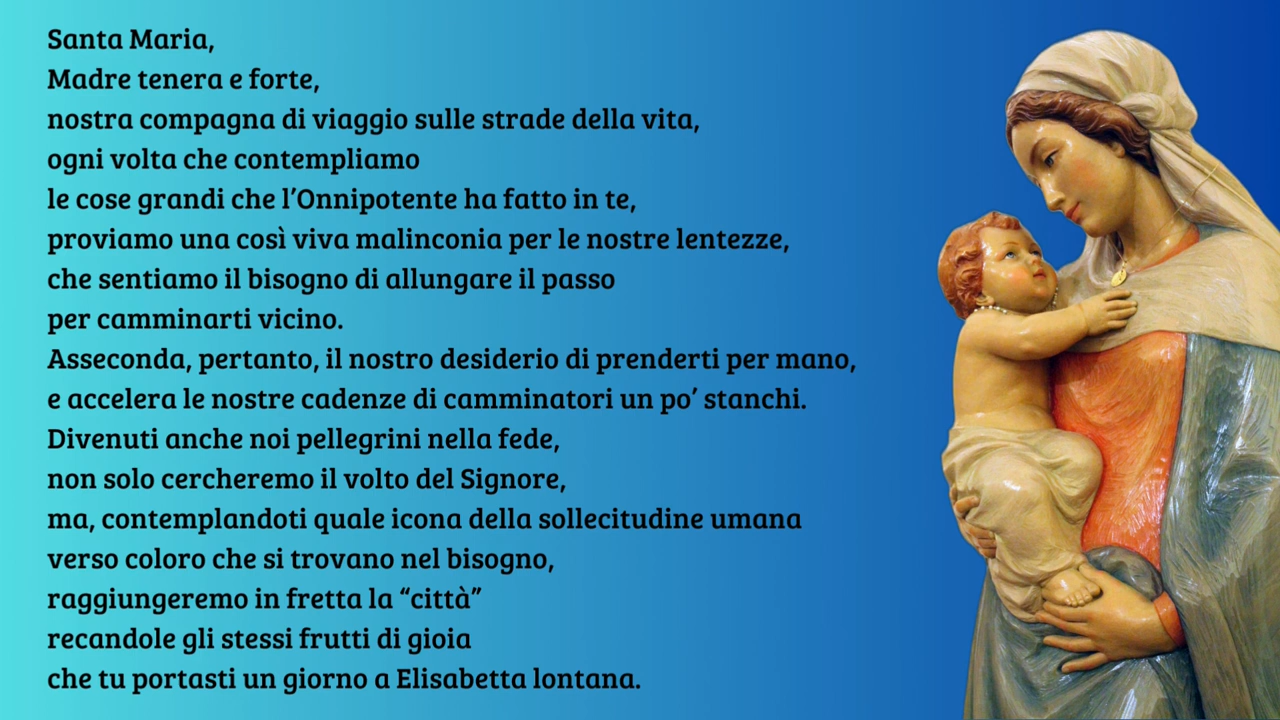 Santa Maria,
Madre tenera e forte,
nostra compagna di viaggio sulle strade della vita,
ogni volta che contempliamo
le cose grandi che l’Onnipotente ha fatto in te,
proviamo una così viva malinconia per le nostre lentezze,
che sentiamo il bisogno di allungare il passo
per camminarti vicino.
Asseconda, pertanto, il nostro desiderio di prenderti per mano,
e accelera le nostre cadenze di camminatori un po’ stanchi.
Divenuti anche noi pellegrini nella fede,
non solo cercheremo il volto del Signore,
ma, contemplandoti quale icona della sollecitudine umana
verso coloro che si trovano nel bisogno,
raggiungeremo in fretta la “città”
recandole gli stessi frutti di gioia
che tu portasti un giorno a Elisabetta lontana.